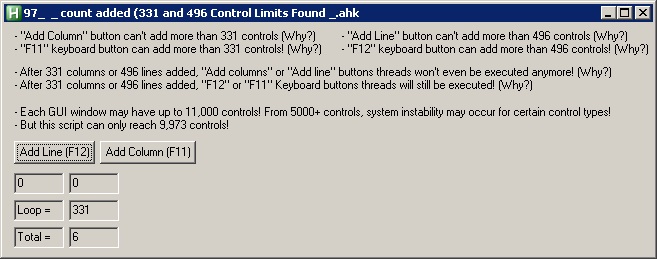 97_ _ count added (331 and 496 Control Limits Found _.ahk
- "Add Column" button can't add more than 331 controls (Why?)
- "Add Line" button can't add more than 496 controls (Why?)
- "F11" keyboard button can add more than 331 controls! (Why?)
- "F12" keyboard button can add more than 496 controls! (Why?)
- After 331 columns or 496 lines added, "Add columns" or "Add line" buttons threads won't even be executed anymore! (Why?)
- After 331 columns or 496 lines added, "F12" or "F11" Keyboard buttons threads will still be executed! (Why?)
- Each GUI window may have up to 11,000 controls! From 5000+ controls, system instability may occur for certain control types!
- But this script can only reach 9,973 controls!
Add Line (F12)
Add Column (F11)
0
0
Loop =
331
Total =
6